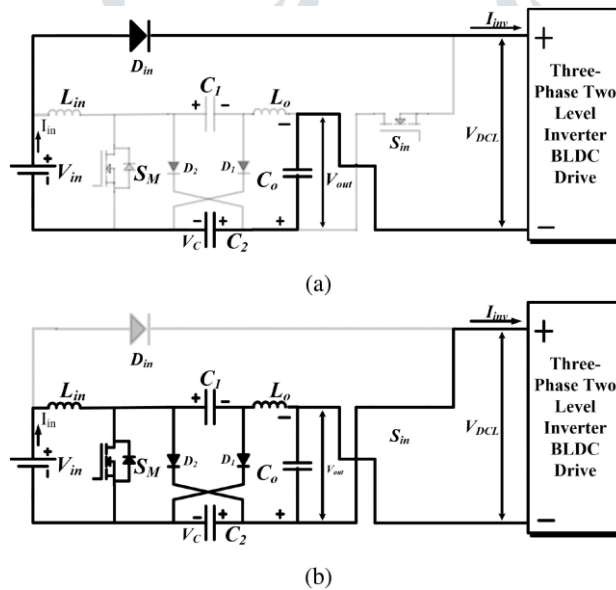 I_inv
+
D_in
C_1
+ −
L_in
L_o
I_in
−
S_in
V_DCL
Three-
Phase Two
Level
Inverter
BLDC
Drive
+
−
V_in
S_M
D_2
D_1
C_o
V_out
− +
V_C
C_2
+
−
(a)
I_inv
+
D_in
C_1
+ −
L_in
L_o
I_in
−
S_in
V_DCL
Three-
Phase Two
Level
Inverter
BLDC
Drive
+
−
V_in
S_M
D_2
D_1
C_o
V_out
− +
V_C
C_2
+
−
(b)